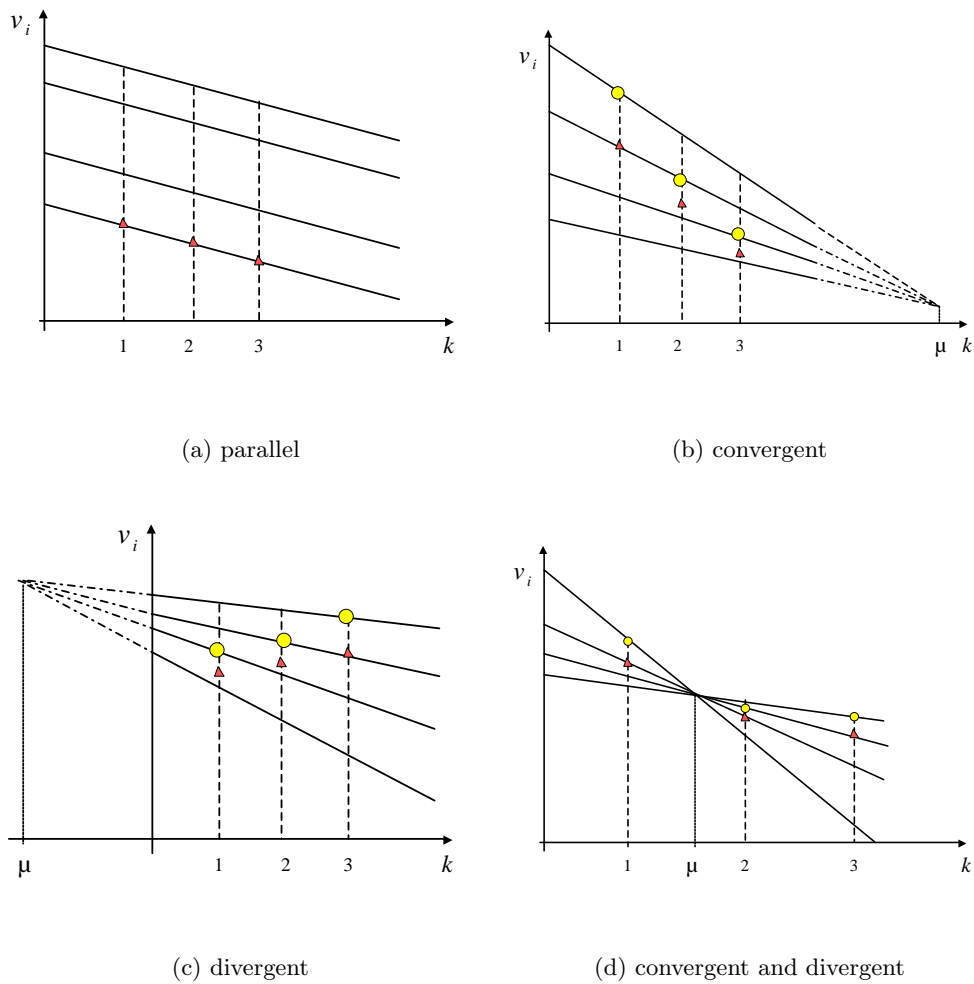 v i
1 2 3 k
(a) parallel
v i
1 2 3 μ k
(b) convergent
v i
μ 1 2 3 k
(c) divergent
v i
1 μ 2 3 k
(d) convergent and divergent